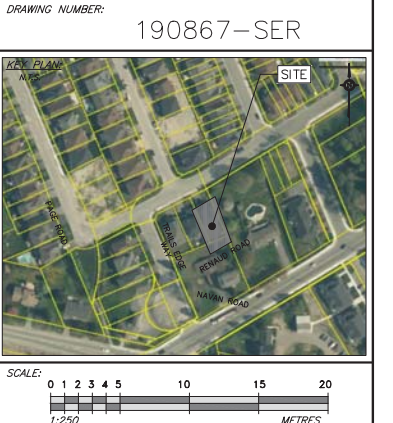 DRAWING NUMBER:
190867-SER
KEY PLAN:
N.T.S.
SITE
PAGE ROAD
TRAILS EDGE
WAY
RENAUD ROAD
NAVAN ROAD
SCALE:
0 1 2 3 4 5 10 15 20
1:250 METRES